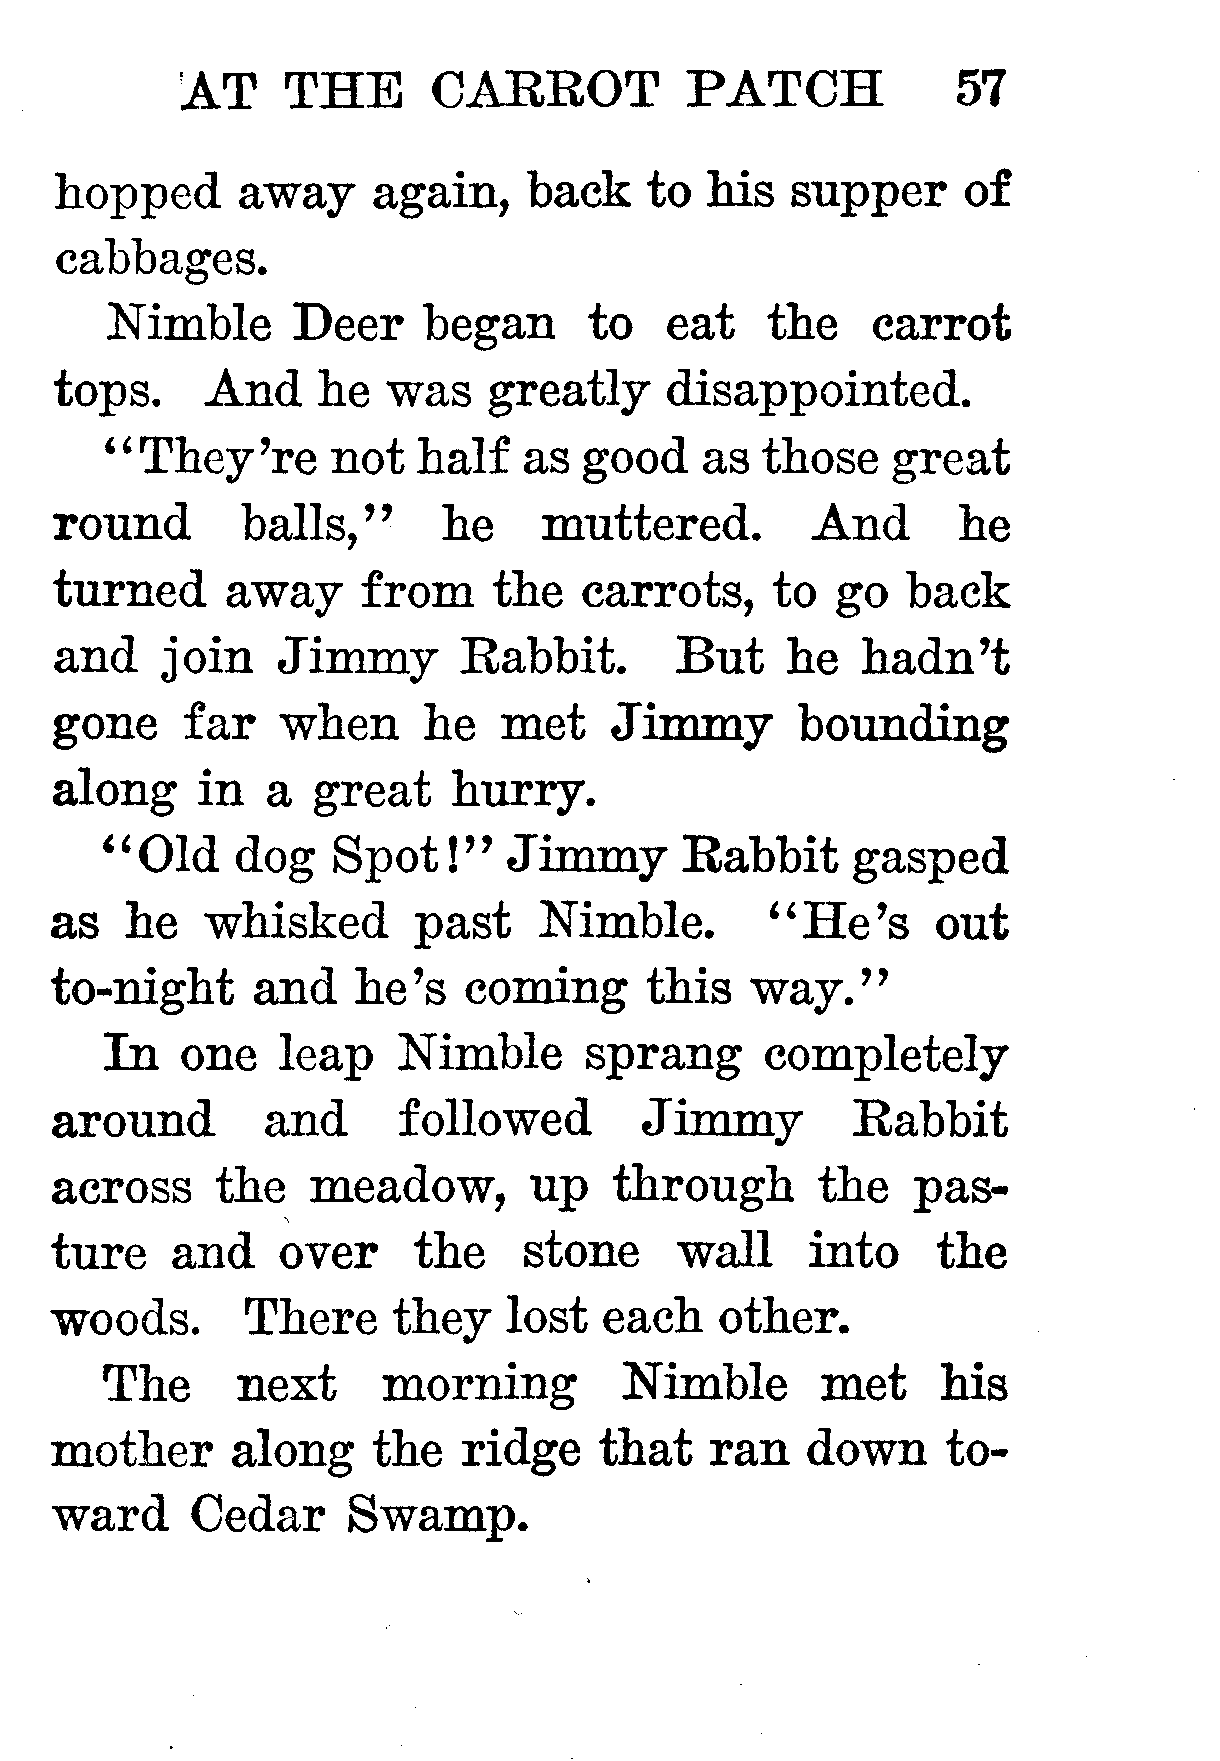 AT THE CARROT PATCH 57
hopped away again, back to his supper of
cabbages.
Nimble Deer began to eat the carrot
tops. And he was greatly disappointed.
“They’re not half as good as those great
round balls,” he muttered. And he
turned away from the carrots, to go back
and join Jimmy Rabbit. But he hadn’t
gone far when he met Jimmy bounding
along in a great hurry.
“Old dog Spot!” Jimmy Rabbit gasped
as he whisked past Nimble. “He’s out
to-night and he’s coming this way.”
In one leap Nimble sprang completely
around and followed Jimmy Rabbit
across the meadow, up through the pas-
ture and over the stone wall into the
woods. There they lost each other.
The next morning Nimble met his
mother along the ridge that ran down to-
ward Cedar Swamp.